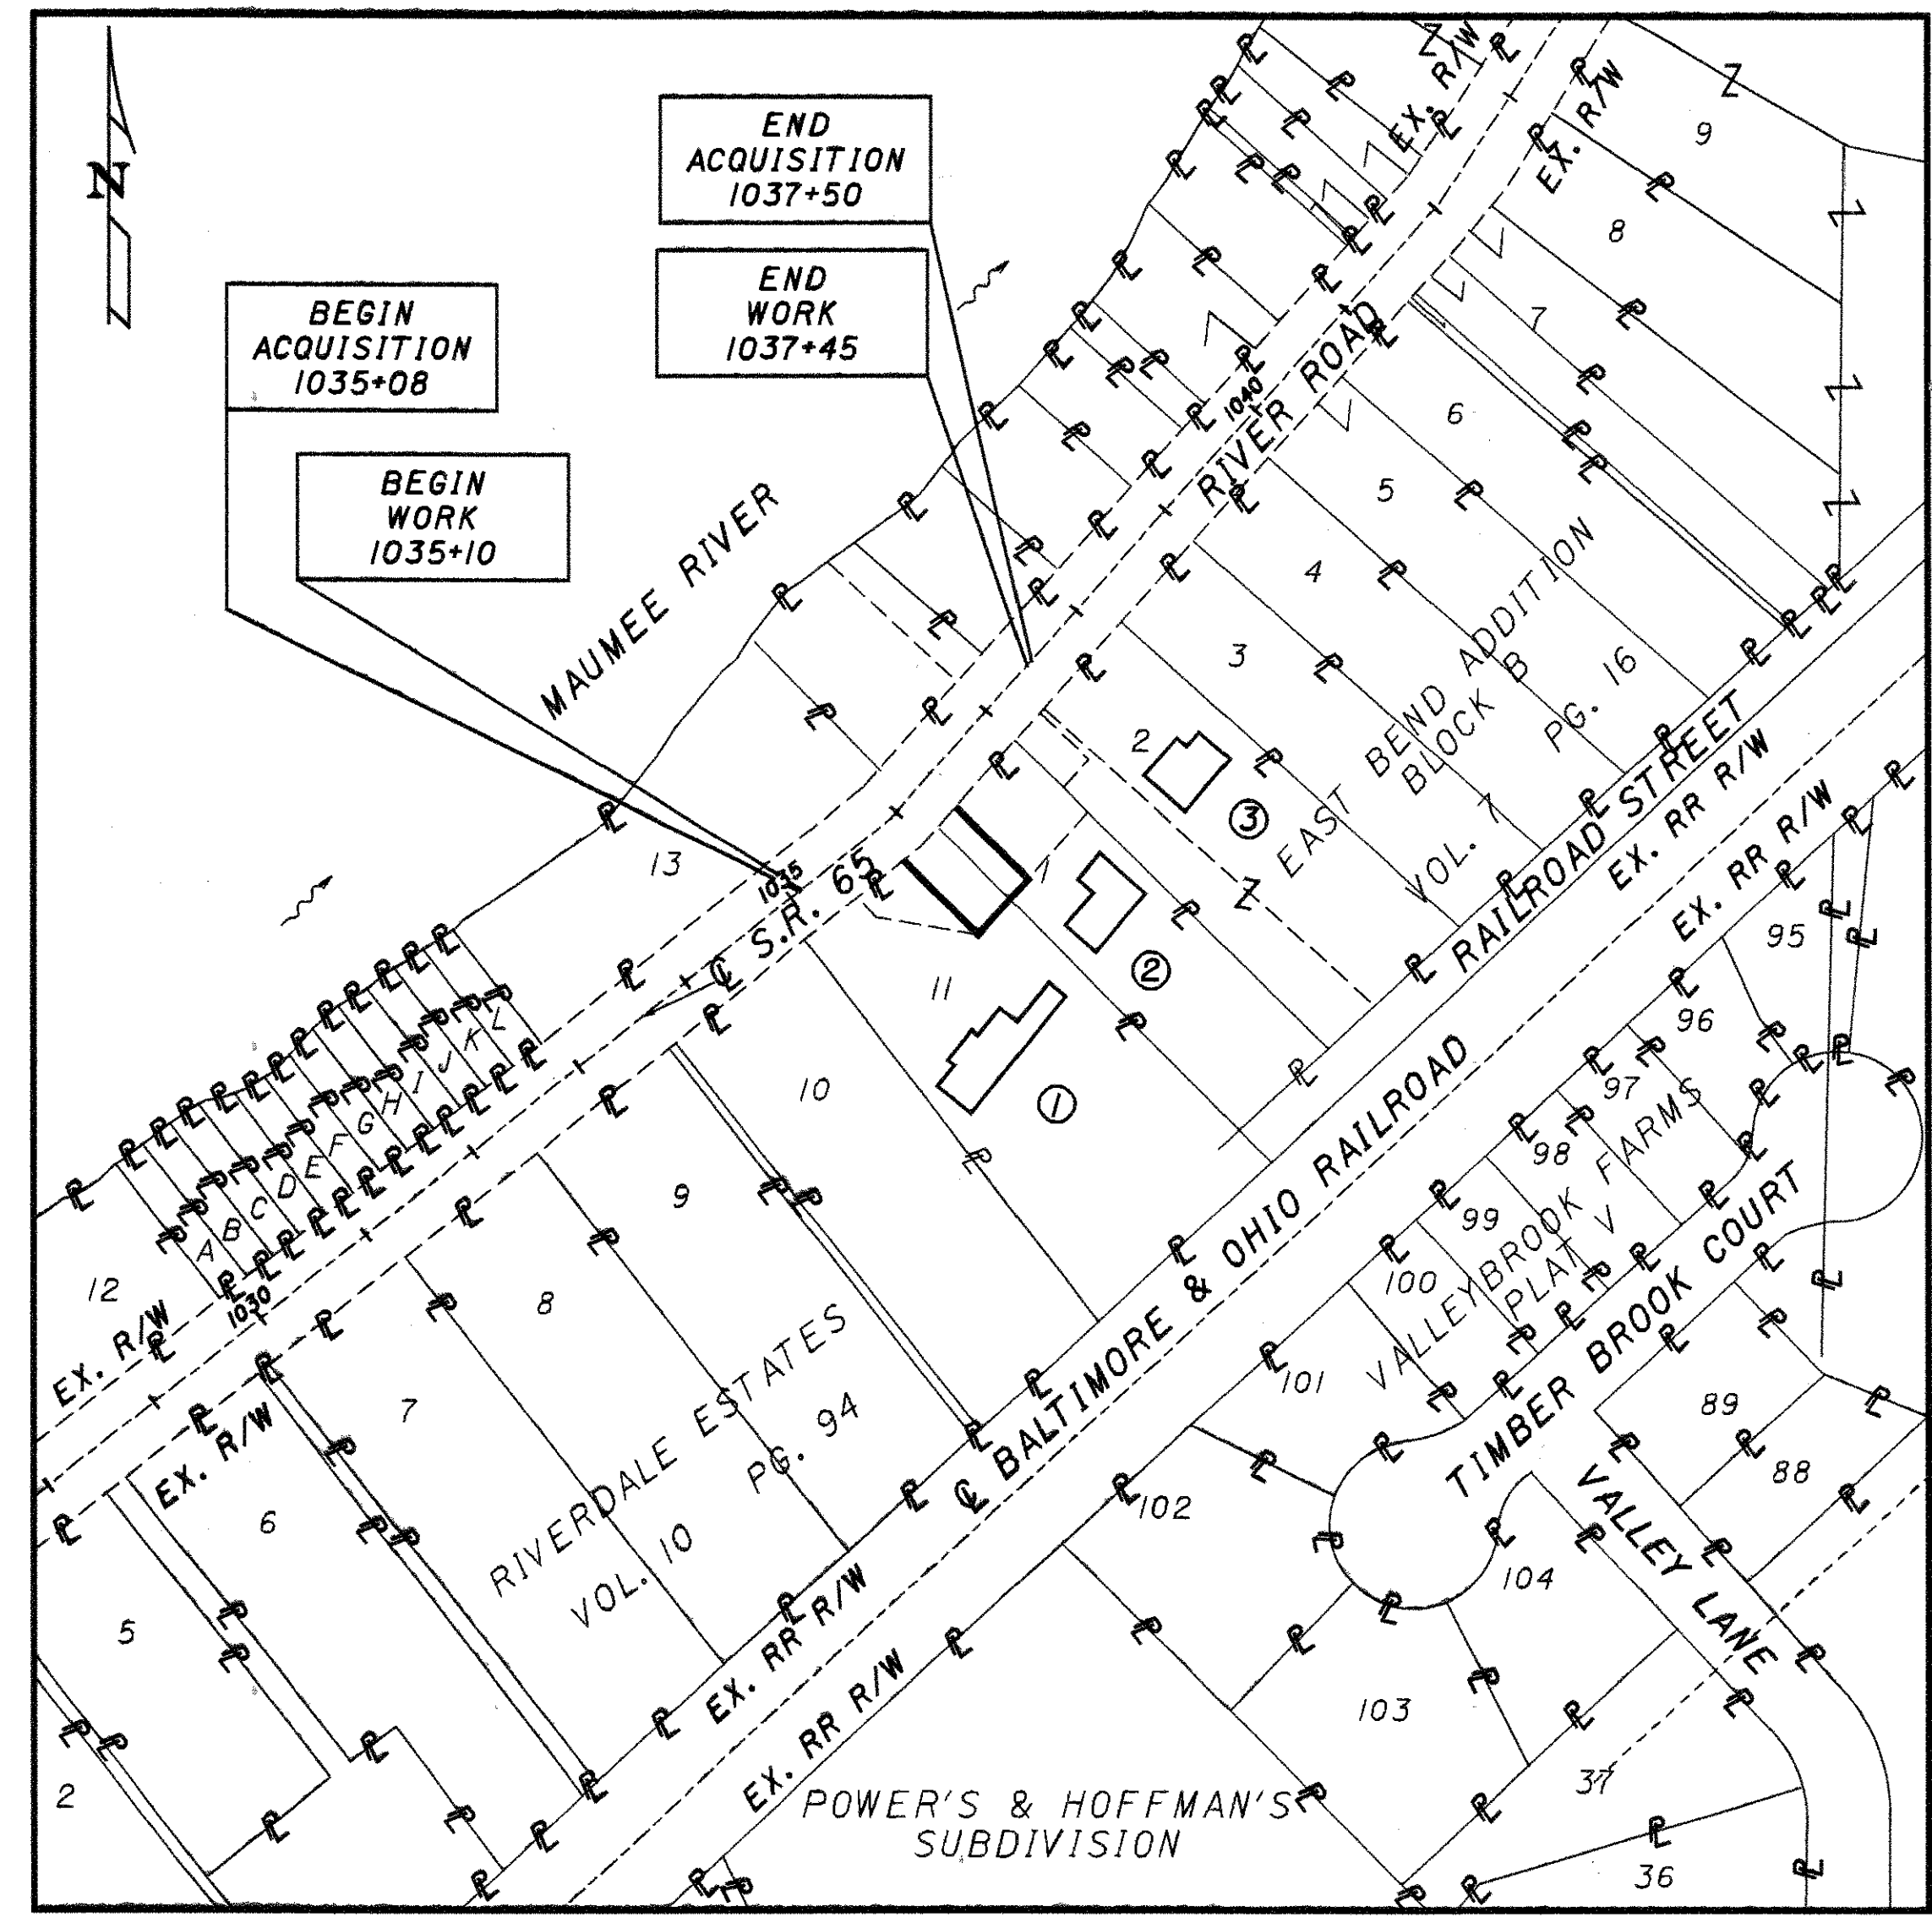 N
END
ACQUISITION
1037+50
END
WORK
1037+45
BEGIN
ACQUISITION
1035+08
BEGIN
WORK
1035+10
MAUMEE RIVER
EX. R/W
EX. R/W
9
8
7
6
5
4
3
2
1
1040
RIVER ROAD
EAST BEND ADDITION
BLOCK B
VOL. 7 PG. 16
3
2
1
13
1035
℄ S.R. 65
11
10
9
8
7
6
5
2
12
A
B
C
D
E
F
G
H
I
J
K
L
1030
EX. R/W
EX. R/W
RAILROAD STREET
EX. RR R/W
EX. RR R/W
℄ BALTIMORE & OHIO RAILROAD
RIVERDALE ESTATES
VOL. 10 PG. 94
EX. RR R/W
EX. RR R/W
95
96
97
98
99
100
101
102
103
104
VALLEYBROOK FARMS
PLAT V
TIMBER BROOK COURT
VALLEY LANE
89
88
37
36
POWER'S & HOFFMAN'S
SUBDIVISION